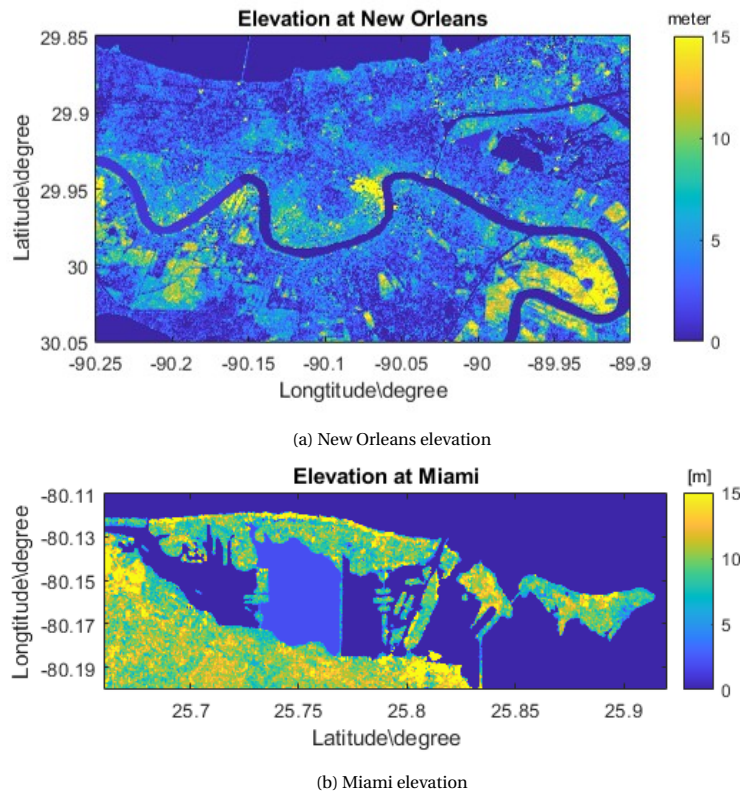 Elevation at New Orleans
meter
29.85
29.9
29.95
30
30.05
Latitude\degree
-90.25 -90.2 -90.15 -90.1 -90.05 -90 -89.95 -89.9
Longtitude\degree
15
10
5
0
(a) New Orleans elevation
Elevation at Miami
[m]
-80.11
-80.13
-80.15
-80.17
-80.19
Longtitude\degree
25.7 25.75 25.8 25.85 25.9
Latitude\degree
15
10
5
0
(b) Miami elevation